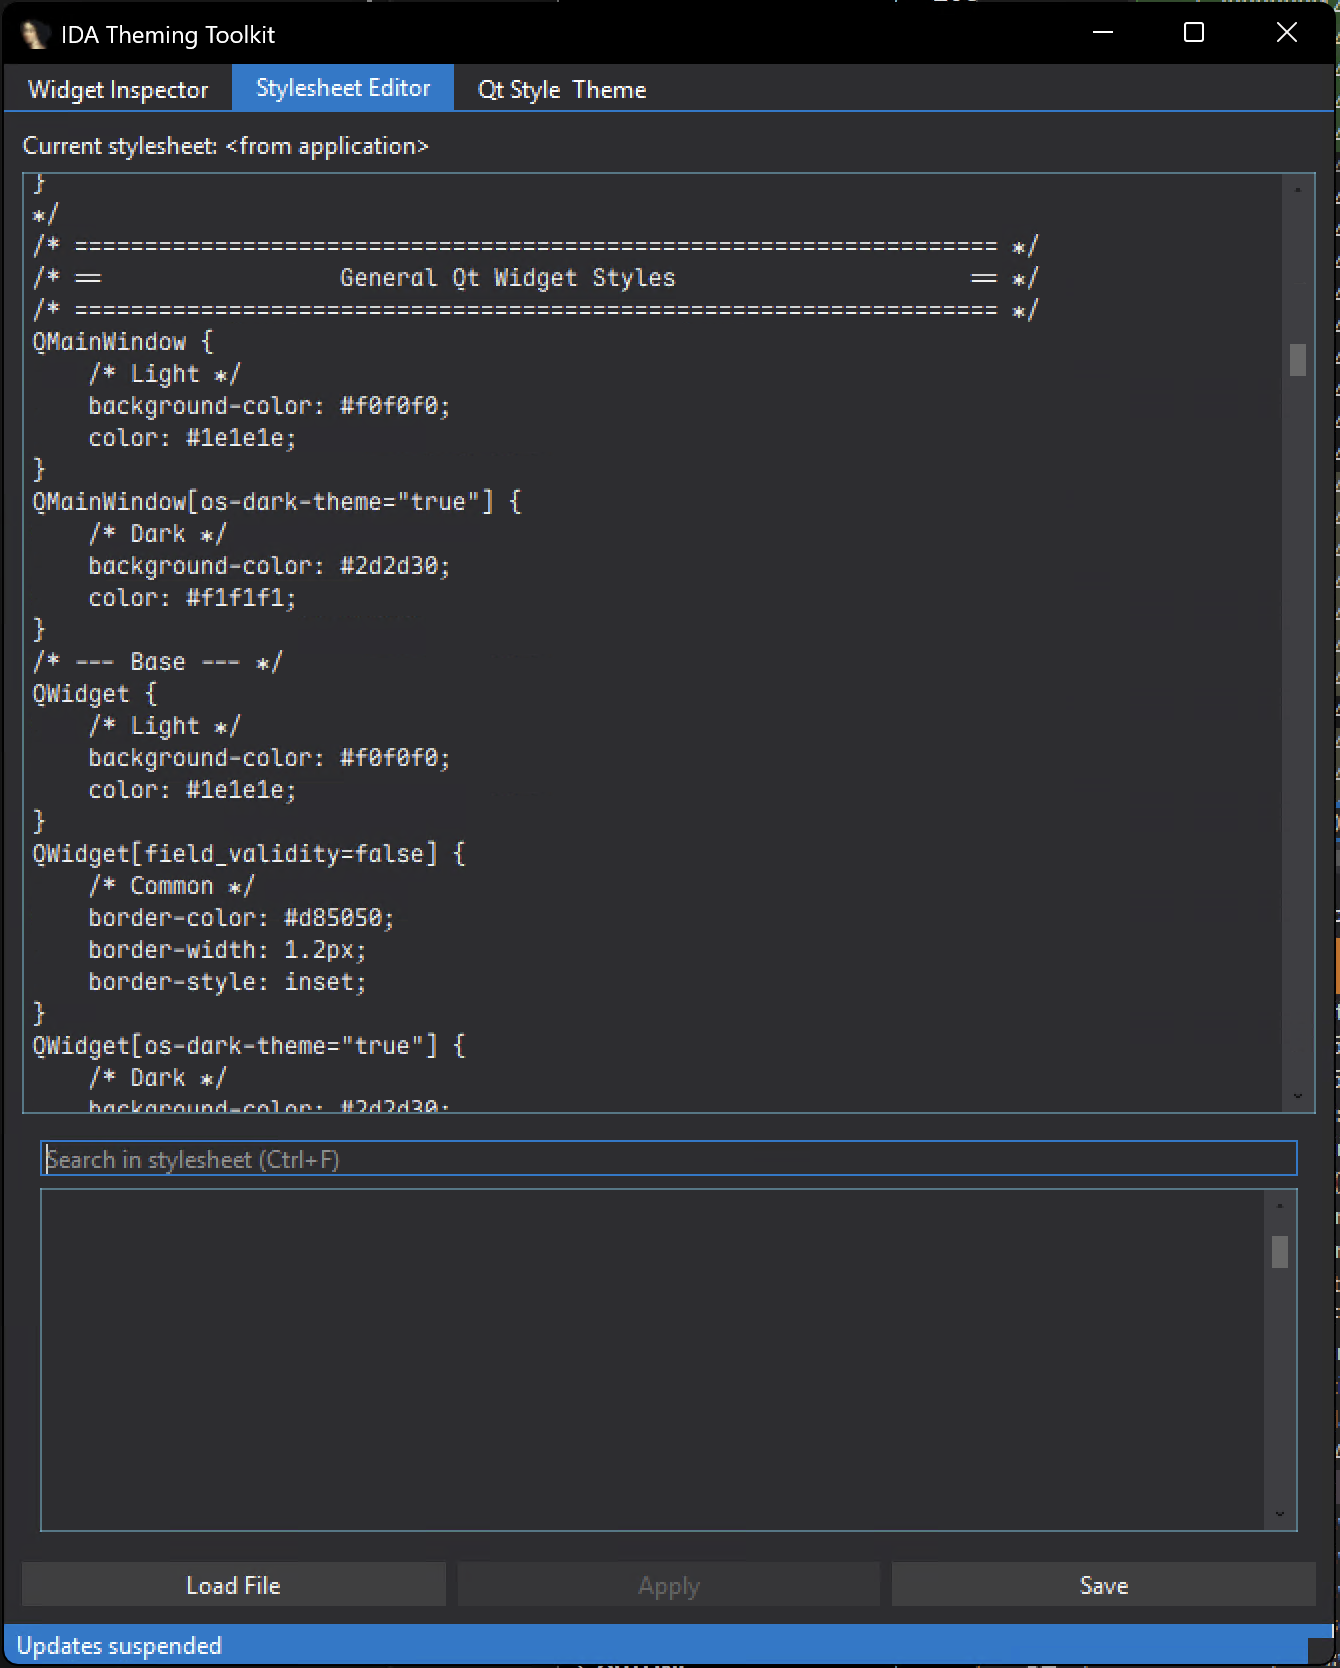 IDA Theming Toolkit
Widget Inspector
Stylesheet Editor
Qt Style  Theme
Current stylesheet: <from application>
}
*/
/* ================================================================== */
/* ==                 General Qt Widget Styles                     == */
/* ================================================================== */
QMainWindow {
    /* Light */
    background-color: #f0f0f0;
    color: #1e1e1e;
}
QMainWindow[os-dark-theme="true"] {
    /* Dark */
    background-color: #2d2d30;
    color: #f1f1f1;
}
/* --- Base --- */
QWidget {
    /* Light */
    background-color: #f0f0f0;
    color: #1e1e1e;
}
QWidget[field_validity=false] {
    /* Common */
    border-color: #d85050;
    border-width: 1.2px;
    border-style: inset;
}
QWidget[os-dark-theme="true"] {
    /* Dark */
    background-color: #2d2d30;
Search in stylesheet (Ctrl+F)
Load File
Apply
Save
Updates suspended